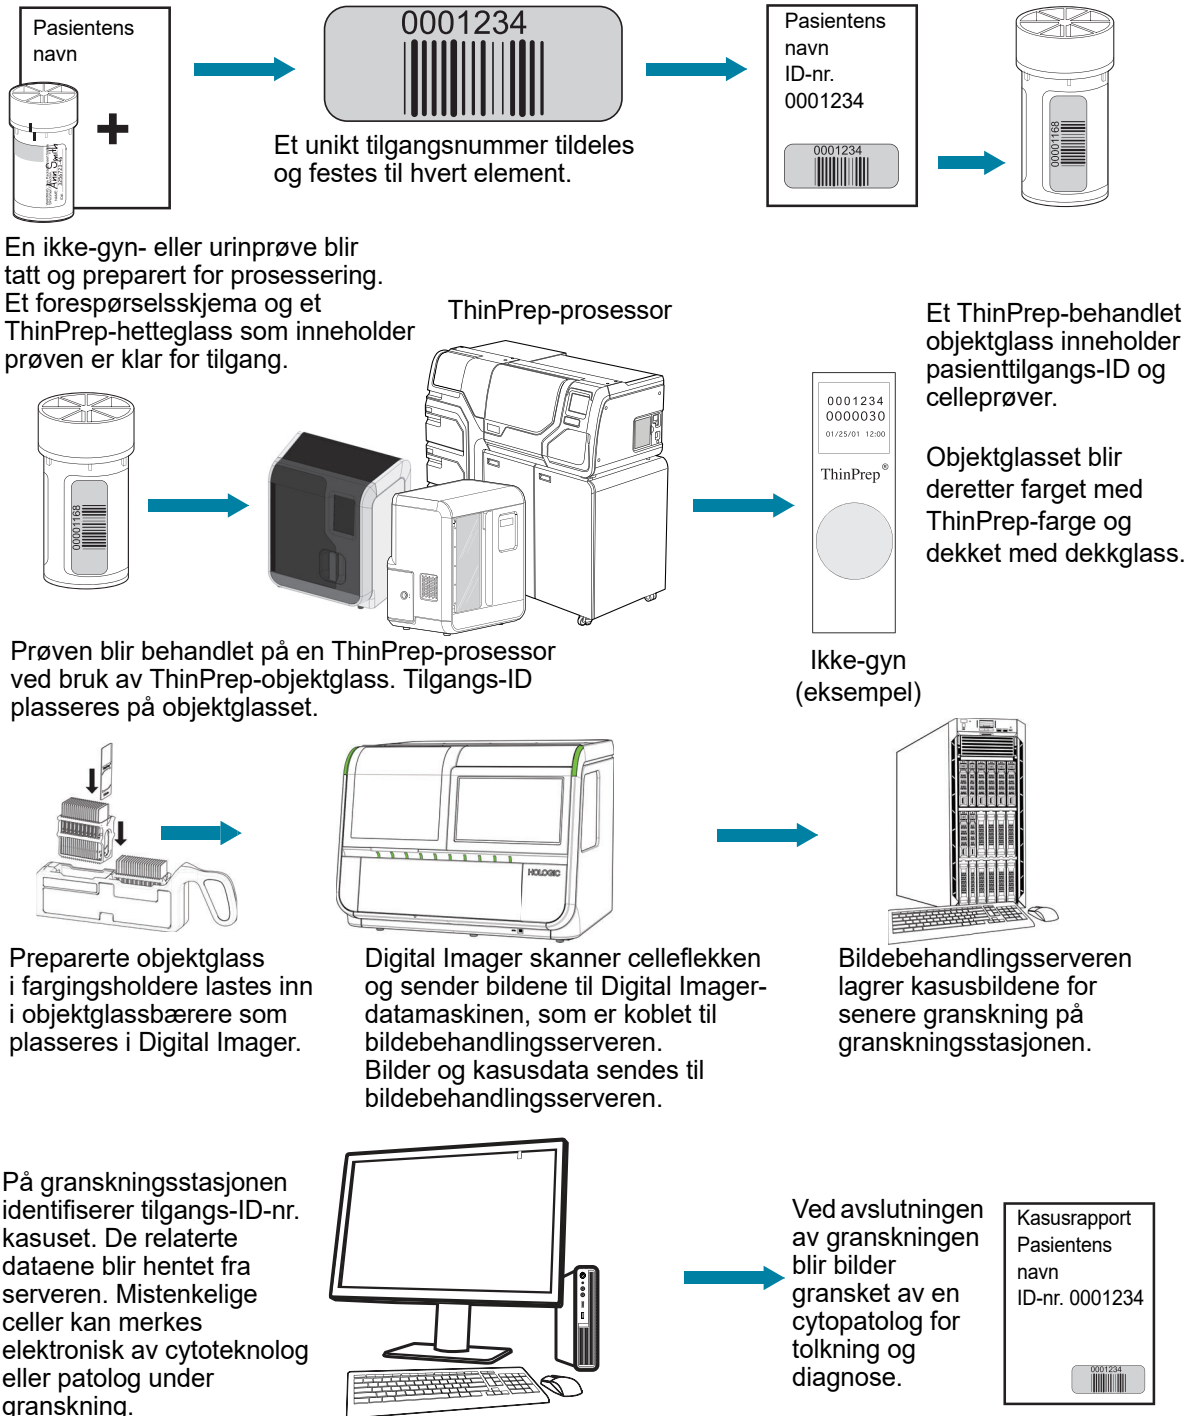 Pasientens
navn
0001234
Et unikt tilgangsnummer tildeles
og festes til hvert element.
Pasientens
navn
ID-nr.
0001234
0001234
00001168
En ikke-gyn- eller urinprøve blir
tatt og preparert for prosessering.
Et forespørselsskjema og et
ThinPrep-hetteglass som inneholder
prøven er klar for tilgang.
00001168
ThinPrep-prosessor
Prøven blir behandlet på en ThinPrep-prosessor
ved bruk av ThinPrep-objektglass. Tilgangs-ID
plasseres på objektglasset.
0001234
0000030
01/25/01 12:00
ThinPrep®
Ikke-gyn
(eksempel)
Et ThinPrep-behandlet
objektglass inneholder
pasienttilgangs-ID og
celleprøver.
Objektglasset blir
deretter farget med
ThinPrep-farge og
dekket med dekkglass.
Preparerte objektglass
i fargingsholdere lastes inn
i objektglassbærere som
plasseres i Digital Imager.
HOLOGIC
Digital Imager skanner celleflekken
og sender bildene til Digital Imager-
datamaskinen, som er koblet til
bildebehandlingsserveren.
Bilder og kasusdata sendes til
bildebehandlingsserveren.
Bildebehandlingsserveren
lagrer kasusbildene for
senere granskning på
granskningsstasjonen.
På granskningsstasjonen
identifiserer tilgangs-ID-nr.
kasuset. De relaterte
dataene blir hentet fra
serveren. Mistenkelige
celler kan merkes
elektronisk av cytoteknolog
eller patolog under
granskning.
Ved avslutningen
av granskningen
blir bilder
gransket av en
cytopatolog for
tolkning og
diagnose.
Kasusrapport
Pasientens
navn
ID-nr. 0001234
0001234